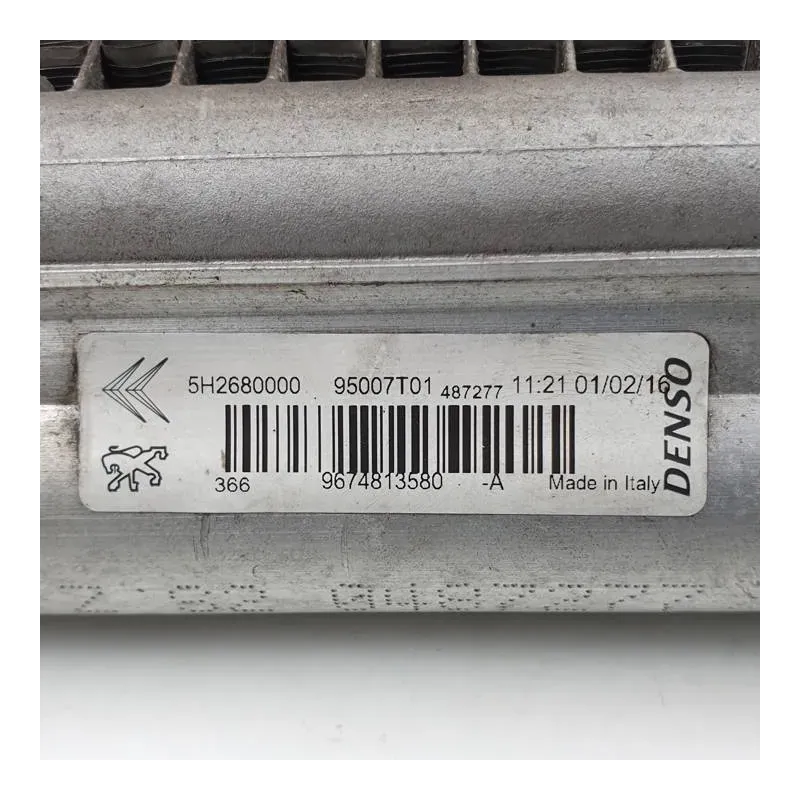 5H2680000 95007T01 487277 11:21 01/02/16
366 9674813580 -A Made in Italy
DENSO